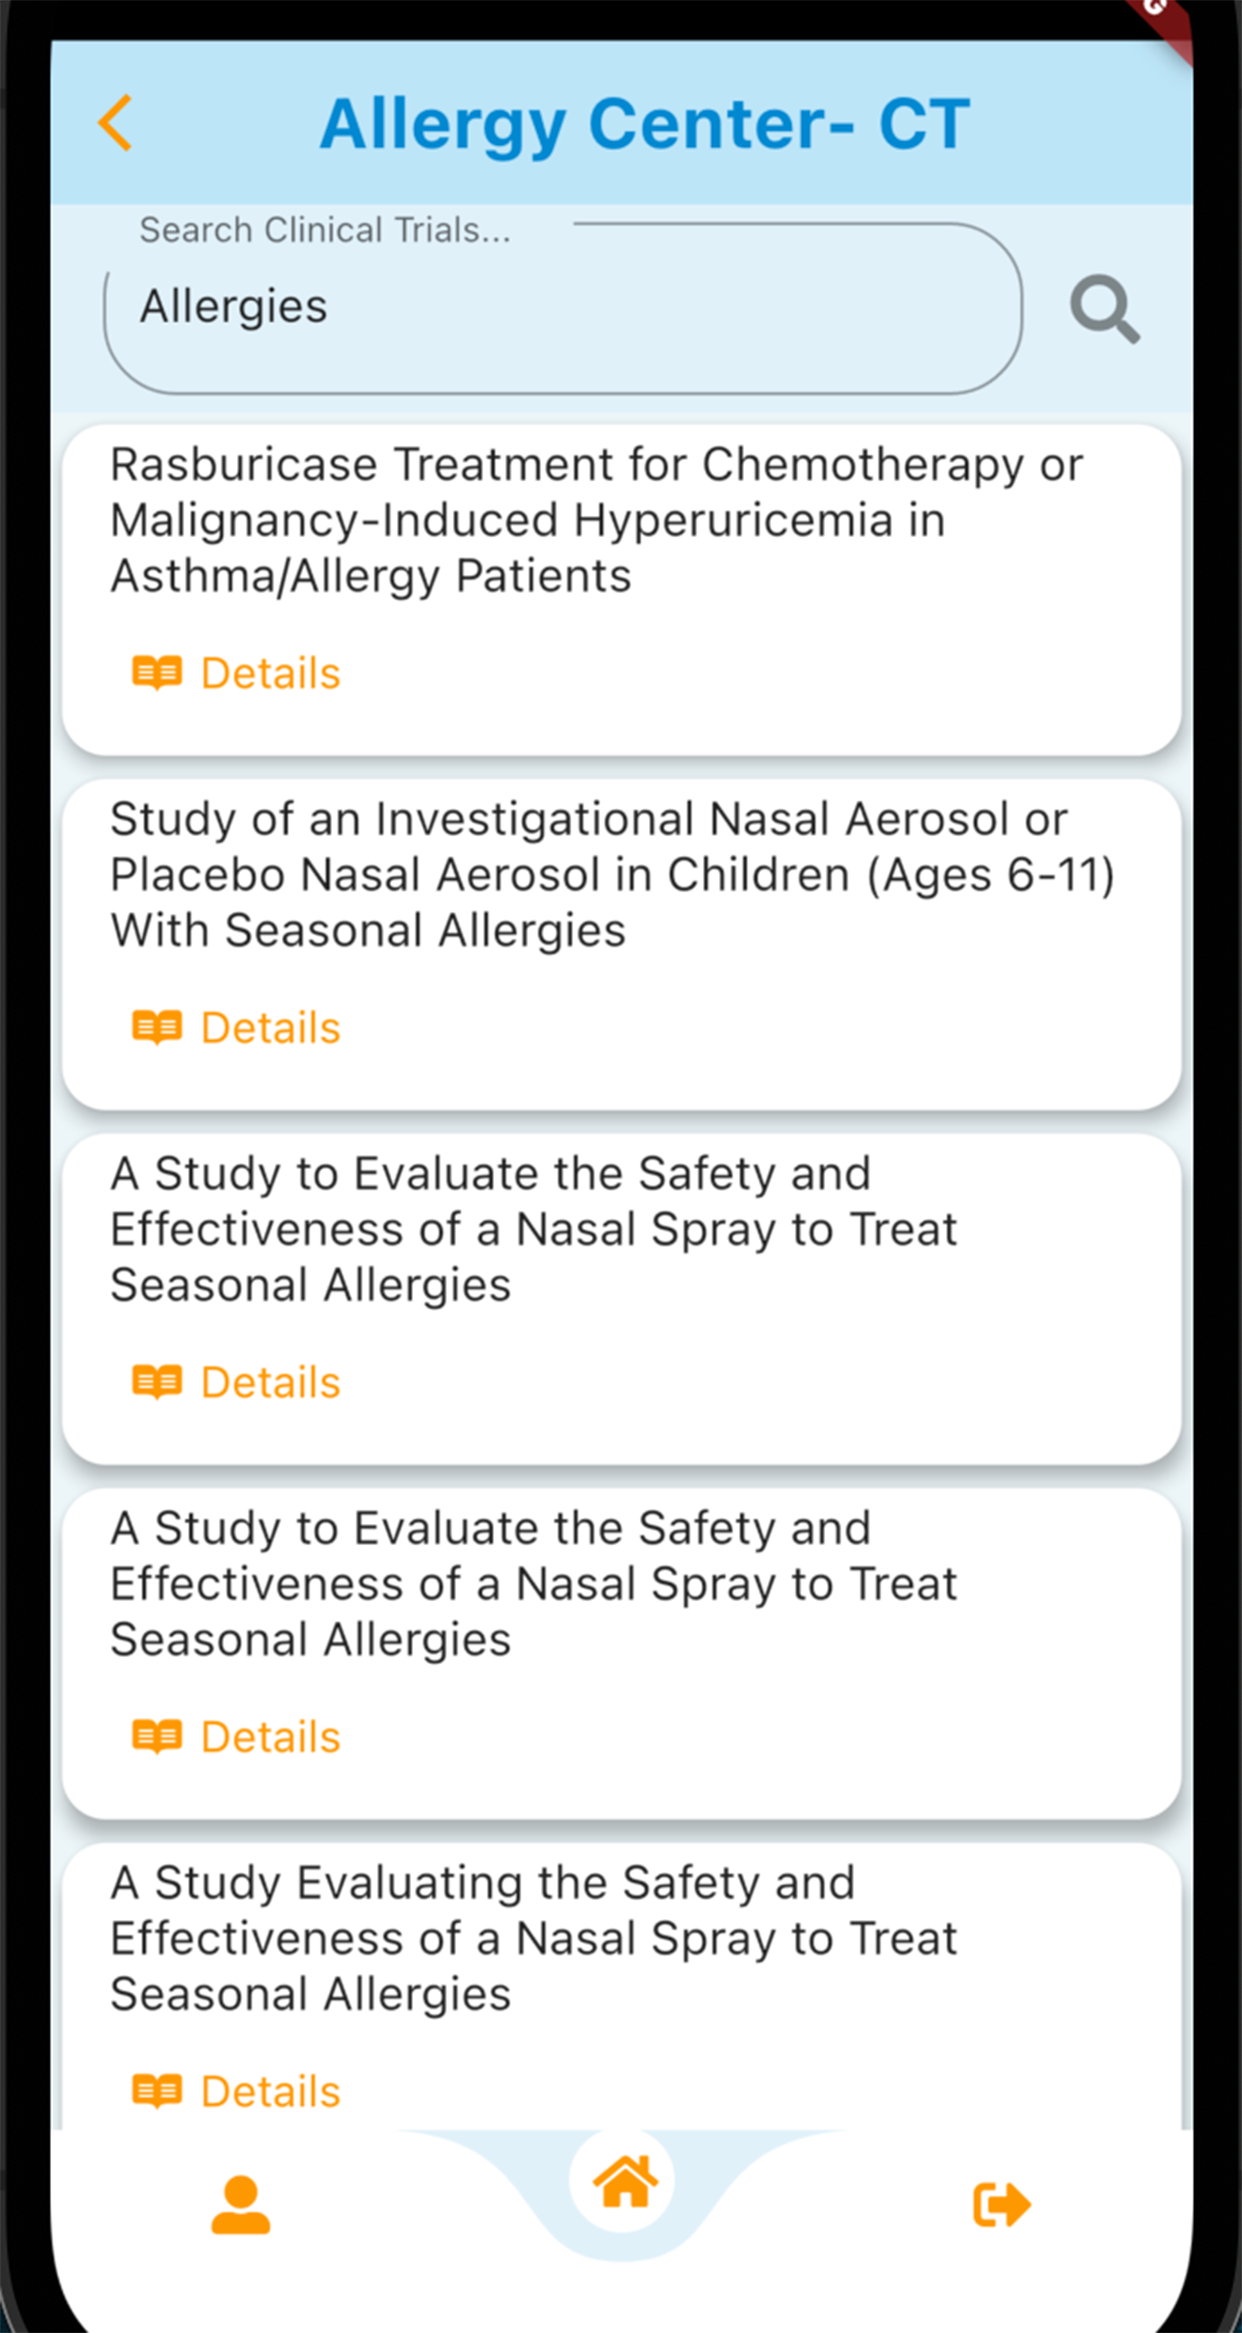 G
Allergy Center- CT
Search Clinical Trials...
Allergies
Rasburicase Treatment for Chemotherapy or
Malignancy-Induced Hyperuricemia in
Asthma/Allergy Patients
Details
Study of an Investigational Nasal Aerosol or
Placebo Nasal Aerosol in Children (Ages 6-11)
With Seasonal Allergies
Details
A Study to Evaluate the Safety and
Effectiveness of a Nasal Spray to Treat
Seasonal Allergies
Details
A Study to Evaluate the Safety and
Effectiveness of a Nasal Spray to Treat
Seasonal Allergies
Details
A Study Evaluating the Safety and
Effectiveness of a Nasal Spray to Treat
Seasonal Allergies
Details